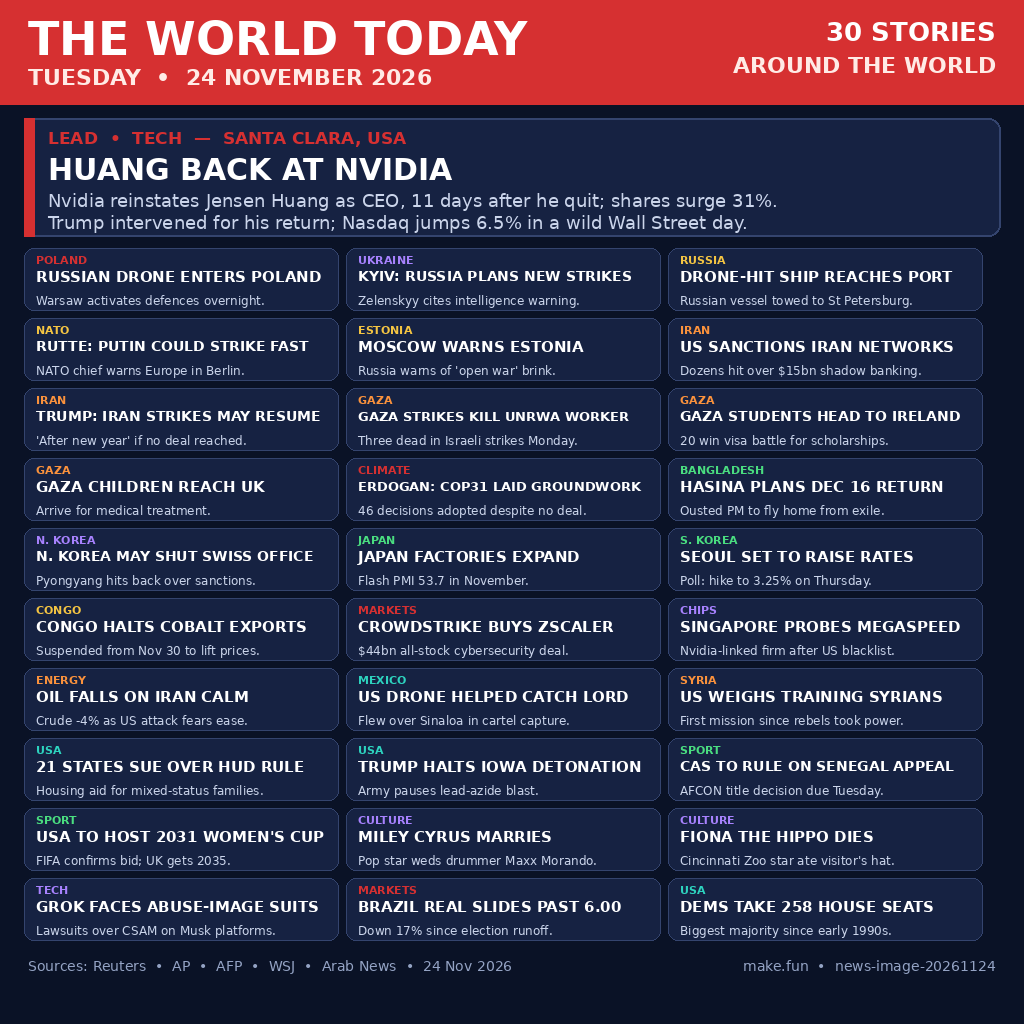 THE WORLD TODAY
TUESDAY • 24 NOVEMBER 2026
30 STORIES
AROUND THE WORLD
LEAD • TECH — SANTA CLARA, USA
HUANG BACK AT NVIDIA
Nvidia reinstates Jensen Huang as CEO, 11 days after he quit; shares surge 31%.
Trump intervened for his return; Nasdaq jumps 6.5% in a wild Wall Street day.
POLAND
RUSSIAN DRONE ENTERS POLAND
Warsaw activates defences overnight.
UKRAINE
KYIV: RUSSIA PLANS NEW STRIKES
Zelenskyy cites intelligence warning.
RUSSIA
DRONE-HIT SHIP REACHES PORT
Russian vessel towed to St Petersburg.
NATO
RUTTE: PUTIN COULD STRIKE FAST
NATO chief warns Europe in Berlin.
ESTONIA
MOSCOW WARNS ESTONIA
Russia warns of 'open war' brink.
IRAN
US SANCTIONS IRAN NETWORKS
Dozens hit over $15bn shadow banking.
IRAN
TRUMP: IRAN STRIKES MAY RESUME
'After new year' if no deal reached.
GAZA
GAZA STRIKES KILL UNRWA WORKER
Three dead in Israeli strikes Monday.
GAZA
GAZA STUDENTS HEAD TO IRELAND
20 win visa battle for scholarships.
GAZA
GAZA CHILDREN REACH UK
Arrive for medical treatment.
CLIMATE
ERDOGAN: COP31 LAID GROUNDWORK
46 decisions adopted despite no deal.
BANGLADESH
HASINA PLANS DEC 16 RETURN
Ousted PM to fly home from exile.
N. KOREA
N. KOREA MAY SHUT SWISS OFFICE
Pyongyang hits back over sanctions.
JAPAN
JAPAN FACTORIES EXPAND
Flash PMI 53.7 in November.
S. KOREA
SEOUL SET TO RAISE RATES
Poll: hike to 3.25% on Thursday.
CONGO
CONGO HALTS COBALT EXPORTS
Suspended from Nov 30 to lift prices.
MARKETS
CROWDSTRIKE BUYS ZSCALER
$44bn all-stock cybersecurity deal.
CHIPS
SINGAPORE PROBES MEGASPEED
Nvidia-linked firm after US blacklist.
ENERGY
OIL FALLS ON IRAN CALM
Crude -4% as US attack fears ease.
MEXICO
US DRONE HELPED CATCH LORD
Flew over Sinaloa in cartel capture.
SYRIA
US WEIGHS TRAINING SYRIANS
First mission since rebels took power.
USA
21 STATES SUE OVER HUD RULE
Housing aid for mixed-status families.
USA
TRUMP HALTS IOWA DETONATION
Army pauses lead-azide blast.
SPORT
CAS TO RULE ON SENEGAL APPEAL
AFCON title decision due Tuesday.
SPORT
USA TO HOST 2031 WOMEN'S CUP
FIFA confirms bid; UK gets 2035.
CULTURE
MILEY CYRUS MARRIES
Pop star weds drummer Maxx Morando.
CULTURE
FIONA THE HIPPO DIES
Cincinnati Zoo star ate visitor's hat.
TECH
GROK FACES ABUSE-IMAGE SUITS
Lawsuits over CSAM on Musk platforms.
MARKETS
BRAZIL REAL SLIDES PAST 6.00
Down 17% since election runoff.
USA
DEMS TAKE 258 HOUSE SEATS
Biggest majority since early 1990s.
Sources: Reuters • AP • AFP • WSJ • Arab News • 24 Nov 2026
make.fun • news-image-20261124